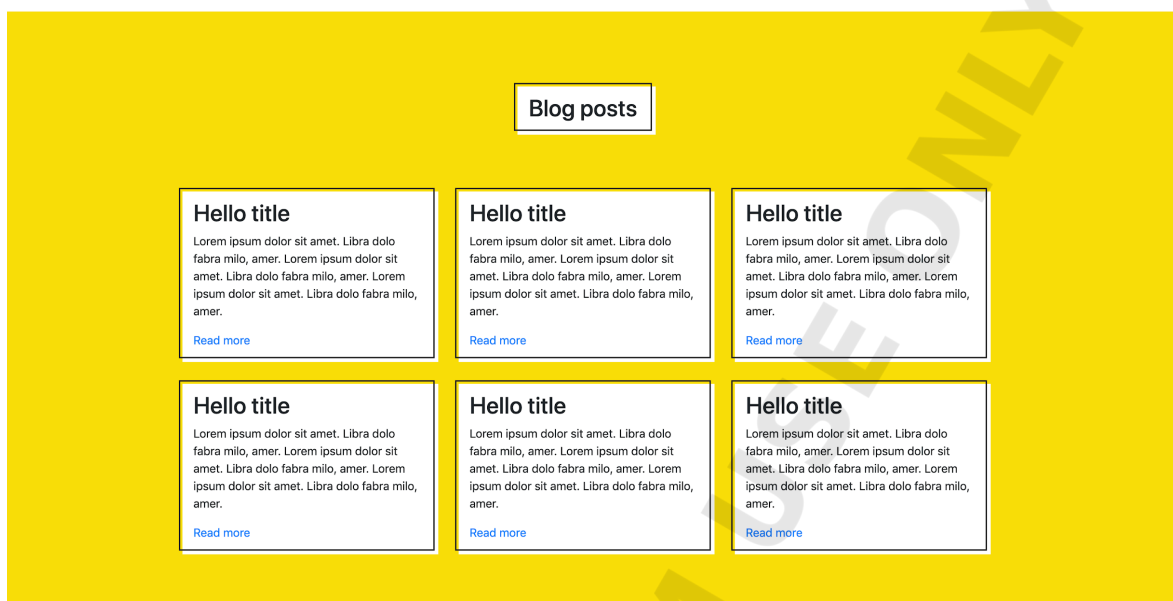 Blog posts
Hello title
Lorem ipsum dolor sit amet. Libra dolo
fabra milo, amer. Lorem ipsum dolor sit
amet. Libra dolo fabra milo, amer. Lorem
ipsum dolor sit amet. Libra dolo fabra milo,
amer.
Read more
Hello title
Lorem ipsum dolor sit amet. Libra dolo
fabra milo, amer. Lorem ipsum dolor sit
amet. Libra dolo fabra milo, amer. Lorem
ipsum dolor sit amet. Libra dolo fabra milo,
amer.
Read more
Hello title
Lorem ipsum dolor sit amet. Libra dolo
fabra milo, amer. Lorem ipsum dolor sit
amet. Libra dolo fabra milo, amer. Lorem
ipsum dolor sit amet. Libra dolo fabra milo,
amer.
Read more
Hello title
Lorem ipsum dolor sit amet. Libra dolo
fabra milo, amer. Lorem ipsum dolor sit
amet. Libra dolo fabra milo, amer. Lorem
ipsum dolor sit amet. Libra dolo fabra milo,
amer.
Read more
Hello title
Lorem ipsum dolor sit amet. Libra dolo
fabra milo, amer. Lorem ipsum dolor sit
amet. Libra dolo fabra milo, amer. Lorem
ipsum dolor sit amet. Libra dolo fabra milo,
amer.
Read more
Hello title
Lorem ipsum dolor sit amet. Libra dolo
fabra milo, amer. Lorem ipsum dolor sit
amet. Libra dolo fabra milo, amer. Lorem
ipsum dolor sit amet. Libra dolo fabra milo,
amer.
Read more
USE ONLY